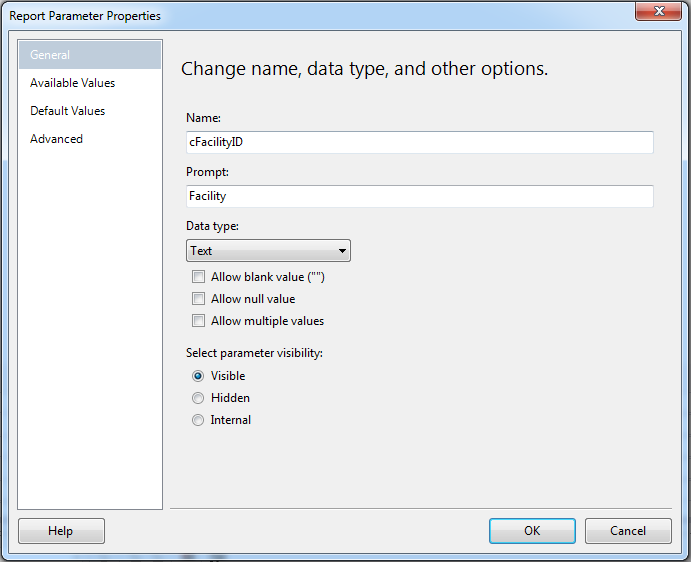 Report Parameter Properties
General
Available Values
Default Values
Advanced
Change name, data type, and other options.
Name:
cFacilityID
Prompt:
Facility
Data type:
Text
Allow blank value ("")
Allow null value
Allow multiple values
Select parameter visibility:
Visible
Hidden
Internal
Help
OK
Cancel